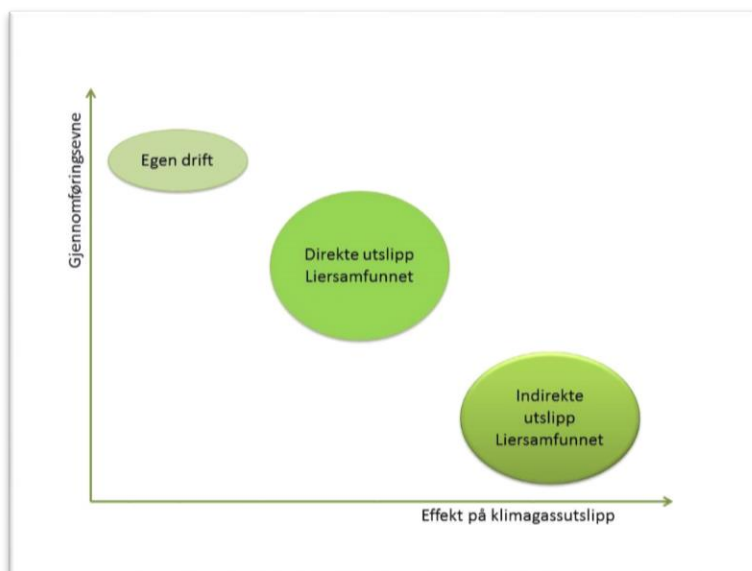 Gjennomføringsevne
Egen drift
Direkte utslipp
Liersamfunnet
Indirekte
utslipp
Liersamfunnet
Effekt på klimagassutslipp